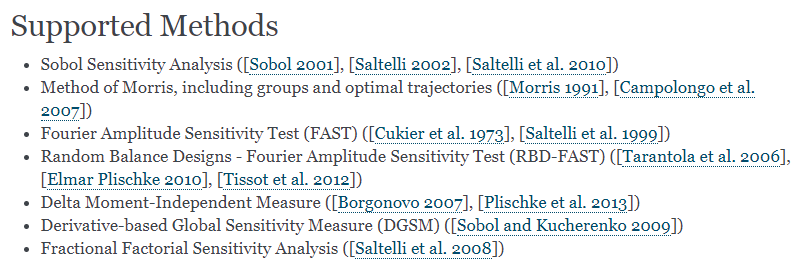 Supported Methods
• Sobol Sensitivity Analysis ([Sobol 2001], [Saltelli 2002], [Saltelli et al. 2010])
• Method of Morris, including groups and optimal trajectories ([Morris 1991], [Campolongo et al.
2007])
• Fourier Amplitude Sensitivity Test (FAST) ([Cukier et al. 1973], [Saltelli et al. 1999])
• Random Balance Designs - Fourier Amplitude Sensitivity Test (RBD-FAST) ([Tarantola et al. 2006],
[Elmar Plischke 2010], [Tissot et al. 2012])
• Delta Moment-Independent Measure ([Borgonovo 2007], [Plischke et al. 2013])
• Derivative-based Global Sensitivity Measure (DGSM) ([Sobol and Kucherenko 2009])
• Fractional Factorial Sensitivity Analysis ([Saltelli et al. 2008])